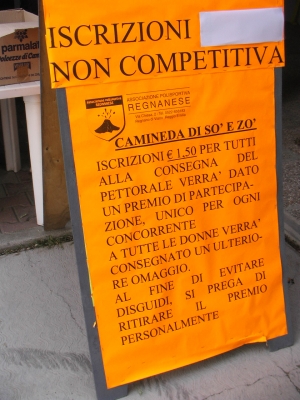 parmalat
ISCRIZIONI
NON COMPETITIVA
ASSOCIAZIONE POLISPORTIVA
REGNANESE
CAMINEDA DI SO' E ZO'
ISCRIZIONI € 1,50 PER TUTTI
ALLA CONSEGNA DEL
PETTORALE VERRA' DATO
UN PREMIO DI PARTECIPA-
ZIONE, UNICO PER OGNI
CONCORRENTE
A TUTTE LE DONNE VERRA'
CONSEGNATO UN ULTERIO-
RE OMAGGIO.
AL FINE DI EVITARE
DISGUIDI, SI PREGA DI
RITIRARE IL PREMIO
PERSONALMENTE